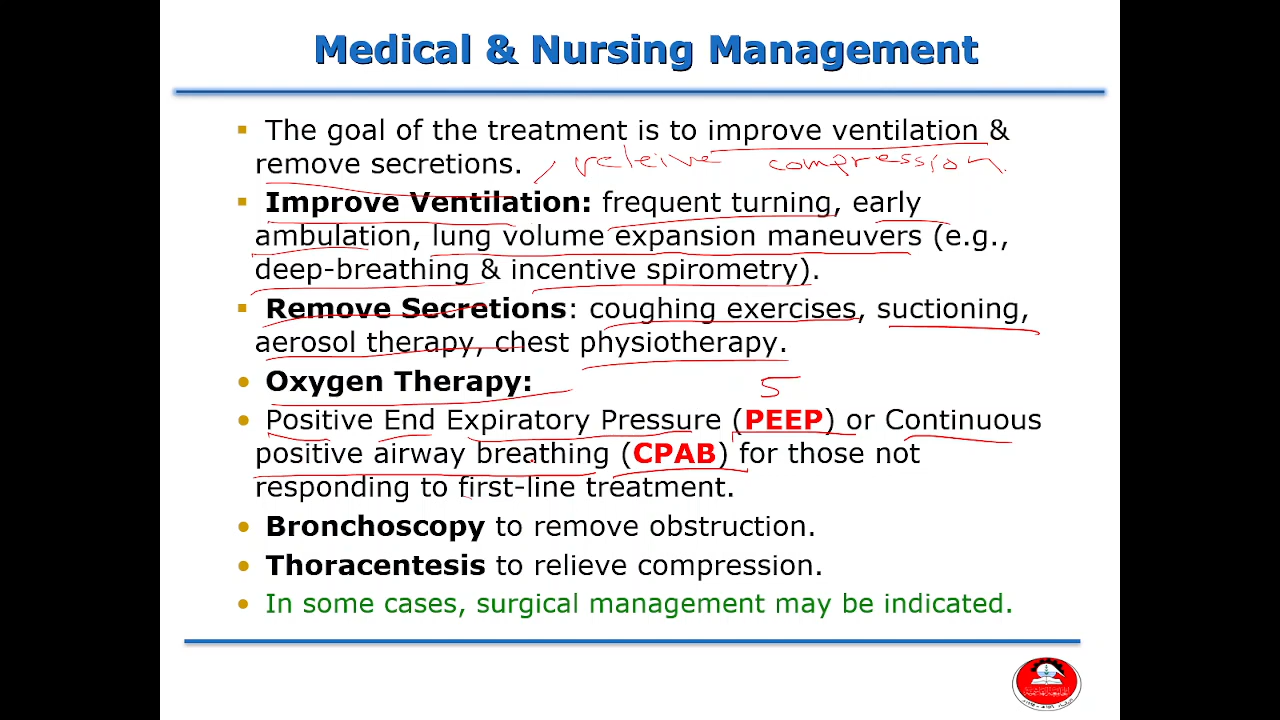 Medical & Nursing Management
▪ The goal of the treatment is to improve ventilation &
remove secretions. , releive compression
▪ Improve Ventilation: frequent turning, early
ambulation, lung volume expansion maneuvers (e.g.,
deep-breathing & incentive spirometry).
▪ Remove Secretions: coughing exercises, suctioning,
aerosol therapy, chest physiotherapy.
• Oxygen Therapy:
5
• Positive End Expiratory Pressure (PEEP) or Continuous
positive airway breathing (CPAB) for those not
responding to first-line treatment.
• Bronchoscopy to remove obstruction.
• Thoracentesis to relieve compression.
• In some cases, surgical management may be indicated.